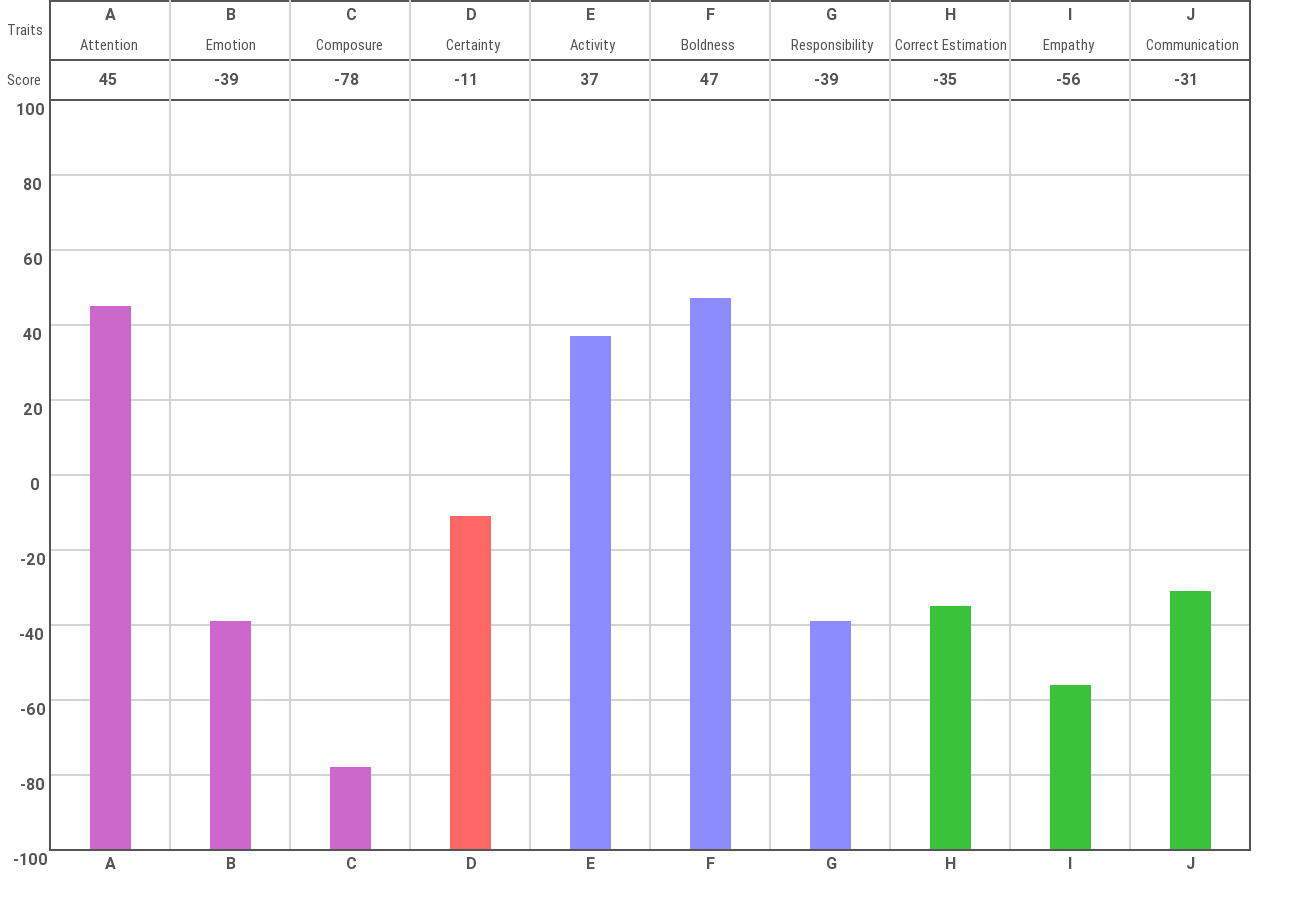 A B C D E F G H I J
Traits
Attention Emotion Composure Certainty Activity Boldness Responsibility Correct Estimation Empathy Communication
Score 45 -39 -78 -11 37 47 -39 -35 -56 -31
100
80
60
40
20
0
-20
-40
-60
-80
-100
A B C D E F G H I J